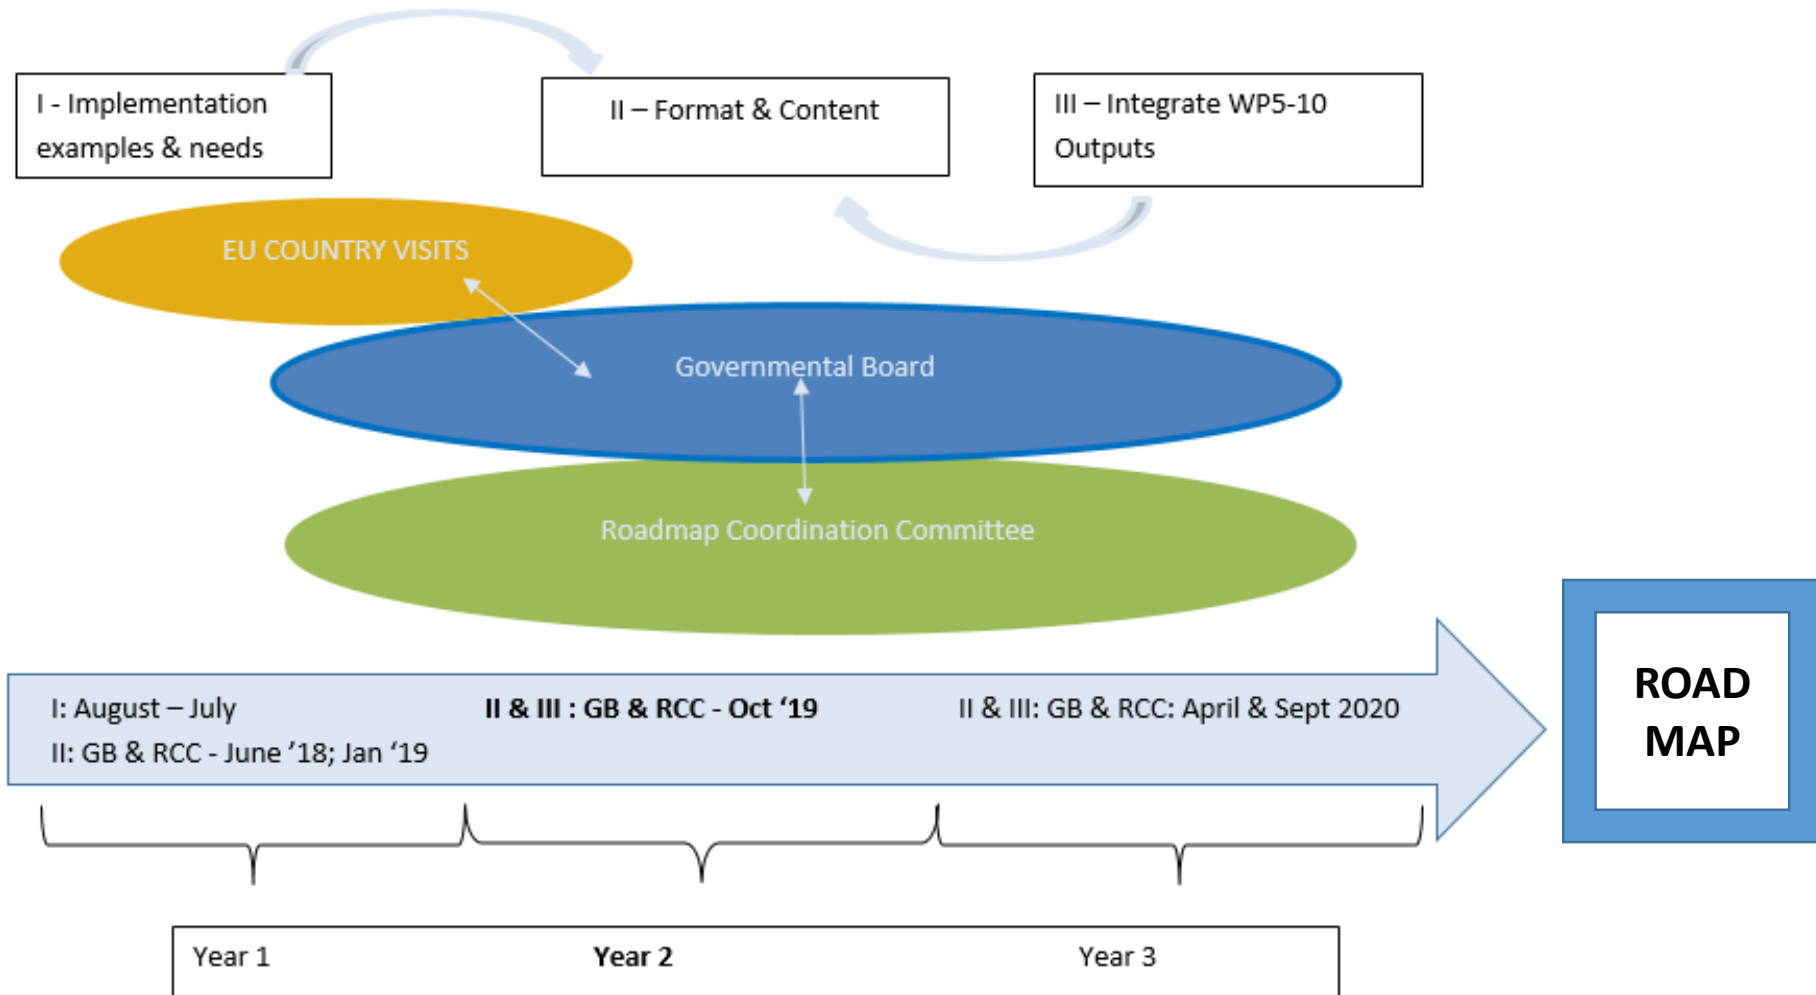 I - Implementation
examples & needs
II – Format & Content
III – Integrate WP5-10
Outputs
EU COUNTRY VISITS
Governmental Board
Roadmap Coordination Committee
I: August – July
II: GB & RCC - June ’18; Jan ‘19
II & III : GB & RCC - Oct ‘19
II & III: GB & RCC: April & Sept 2020
ROAD
MAP
Year 1
Year 2
Year 3